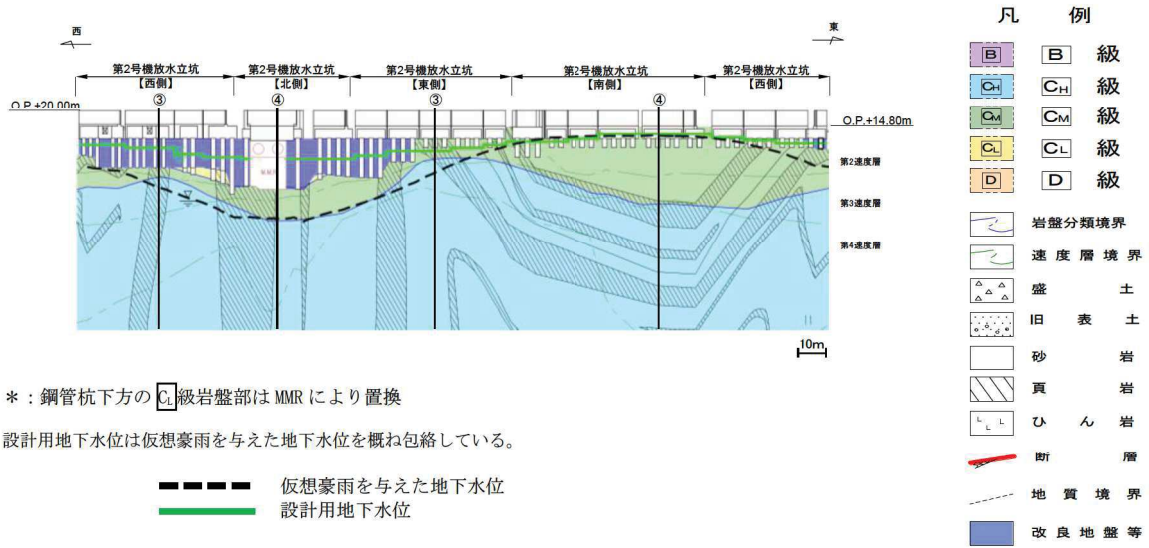 西
東
第2号機放水立坑
【西側】
第2号機放水立坑
【北側】
第2号機放水立坑
【東側】
第2号機放水立坑
【南側】
第2号機放水立坑
【西側】
③
④
③
④
O.P.+20.00m
O.P.+14.80m
第2速度層
第3速度層
第4速度層
10m
*:鋼管杭下方のCL級岩盤部はMMRにより置換
設計用地下水位は仮想豪雨を与えた地下水位を概ね包絡している。
仮想豪雨を与えた地下水位
設計用地下水位
凡 例
B B 級
CH CH 級
CM CM 級
CL CL 級
D D 級
岩盤分類境界
速度層境界
盛土
旧表土
砂岩
頁岩
ひん岩
断層
地質境界
改良地盤等